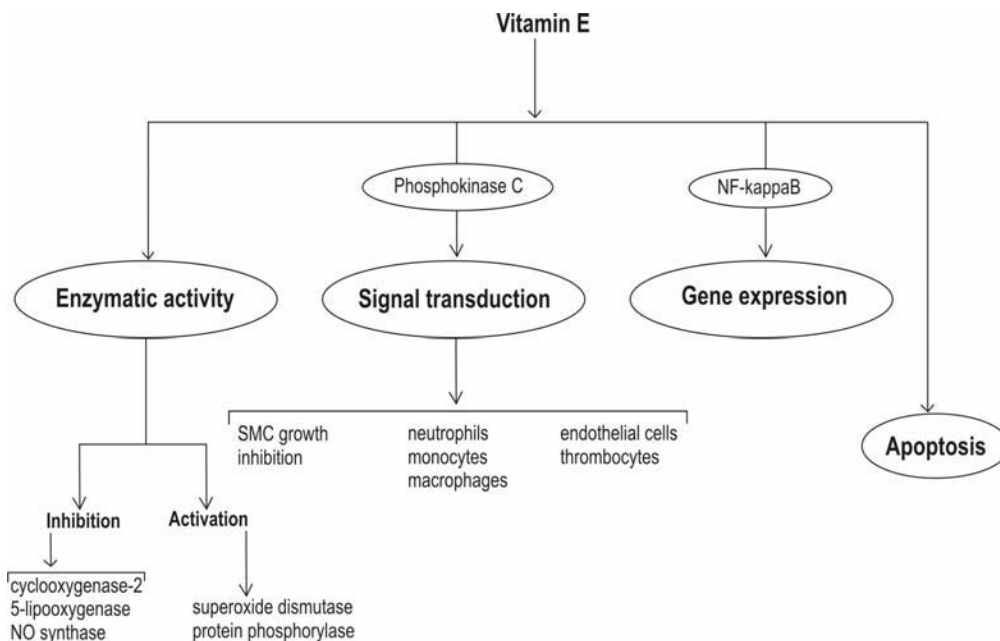 Vitamin E
Phosphokinase C
NF-kappaB
Enzymatic activity
Signal transduction
Gene expression
Apoptosis
SMC growth
inhibition
neutrophils
monocytes
macrophages
endothelial cells
thrombocytes
Inhibition
Activation
cyclooxygenase-2
5-lipooxygenase
NO synthase
superoxide dismutase
protein phosphorylase